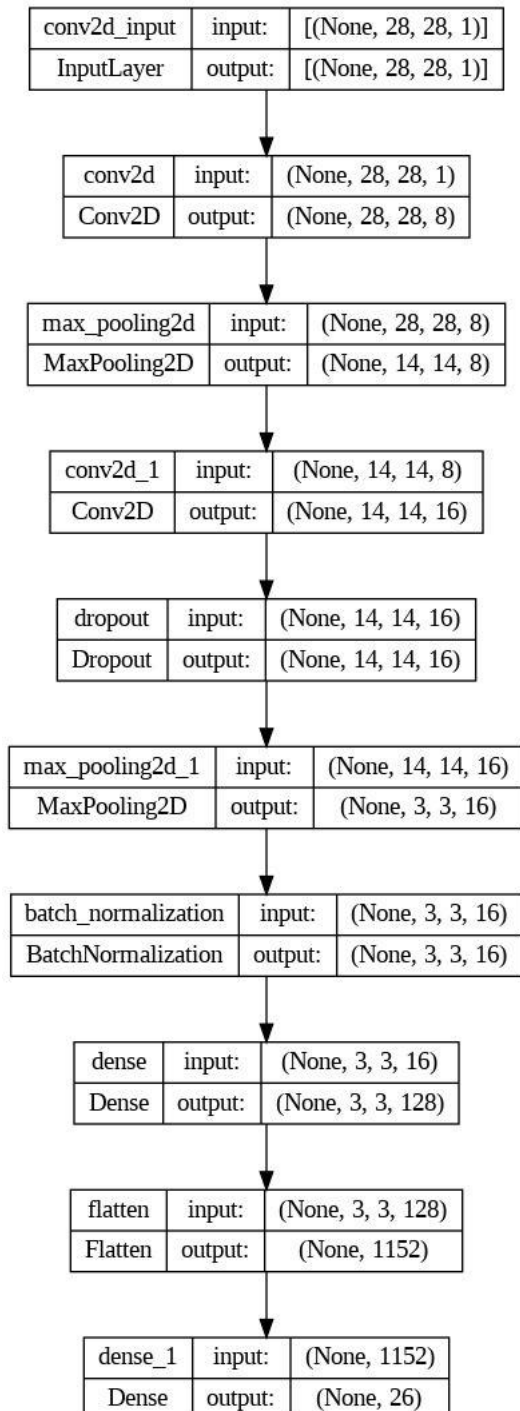 conv2d_input input: [(None, 28, 28, 1)]
InputLayer output: [(None, 28, 28, 1)]
conv2d input: (None, 28, 28, 1)
Conv2D output: (None, 28, 28, 8)
max_pooling2d input: (None, 28, 28, 8)
MaxPooling2D output: (None, 14, 14, 8)
conv2d_1 input: (None, 14, 14, 8)
Conv2D output: (None, 14, 14, 16)
dropout input: (None, 14, 14, 16)
Dropout output: (None, 14, 14, 16)
max_pooling2d_1 input: (None, 14, 14, 16)
MaxPooling2D output: (None, 3, 3, 16)
batch_normalization input: (None, 3, 3, 16)
BatchNormalization output: (None, 3, 3, 16)
dense input: (None, 3, 3, 16)
Dense output: (None, 3, 3, 128)
flatten input: (None, 3, 3, 128)
Flatten output: (None, 1152)
dense_1 input: (None, 1152)
Dense output: (None, 26)